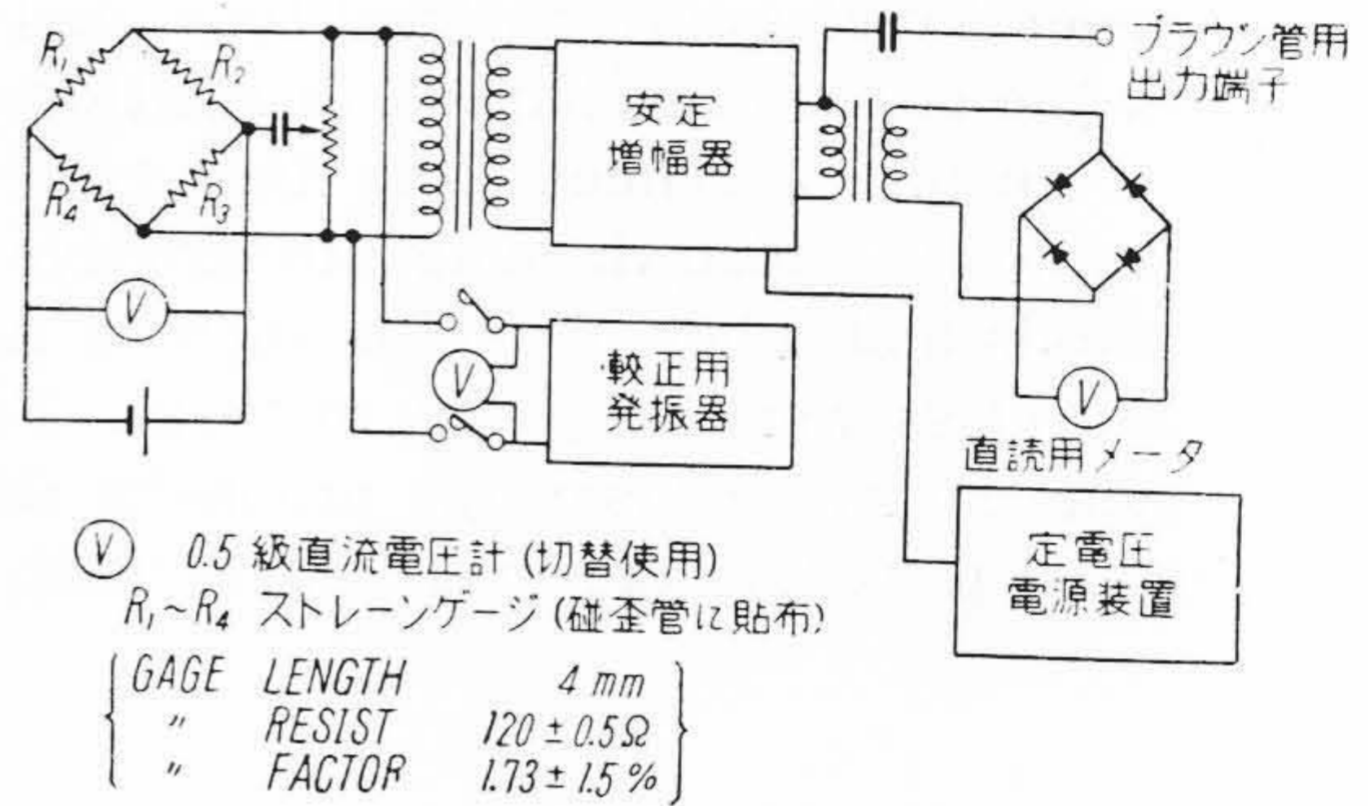 R₁
R₂
R₄
R₃
V
安定
増幅器
ブラウン管用
出力端子
V
較正用
発振器
V
直読用メータ
定電圧
電源装置
V 0.5級直流電圧計(切替使用)
R₁~R₄ ストレーンゲージ(磁歪管に貼布)
GAGE LENGTH 4 mm
〃 RESIST 120±0.5Ω
〃 FACTOR 1.73±1.5%